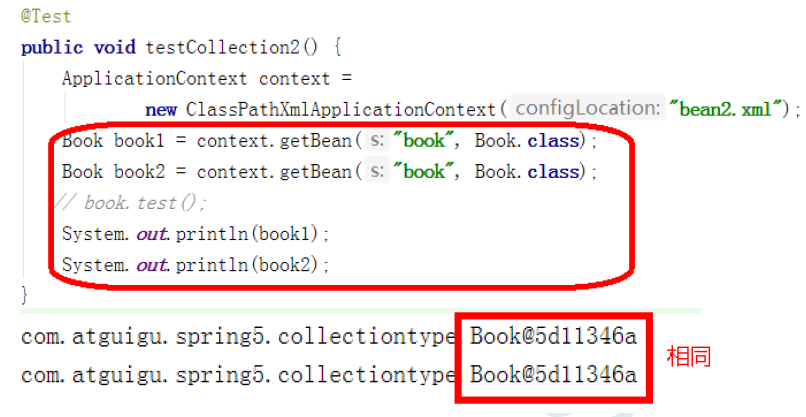 @Test
public void testCollection2() {
ApplicationContext context =
new ClassPathXmlApplicationContext( configLocation: "bean2.xml");
Book book1 = context.getBean( s: "book", Book.class);
Book book2 = context.getBean( s: "book", Book.class);
// book.test();
System.out.println(book1);
System.out.println(book2);
}
com.atguigu.spring5.collectiontype.Book@5d11346a
com.atguigu.spring5.collectiontype.Book@5d11346a
相同